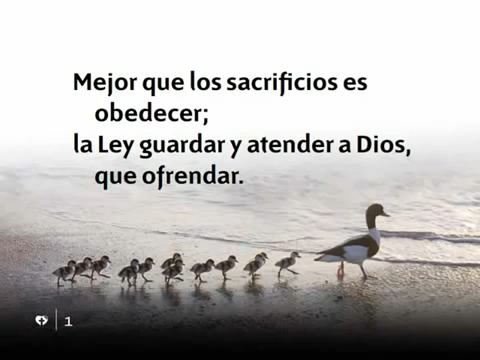 Mejor que los sacrificios es
obedecer;
la Ley guardar y atender a Dios,
que ofrendar.
1